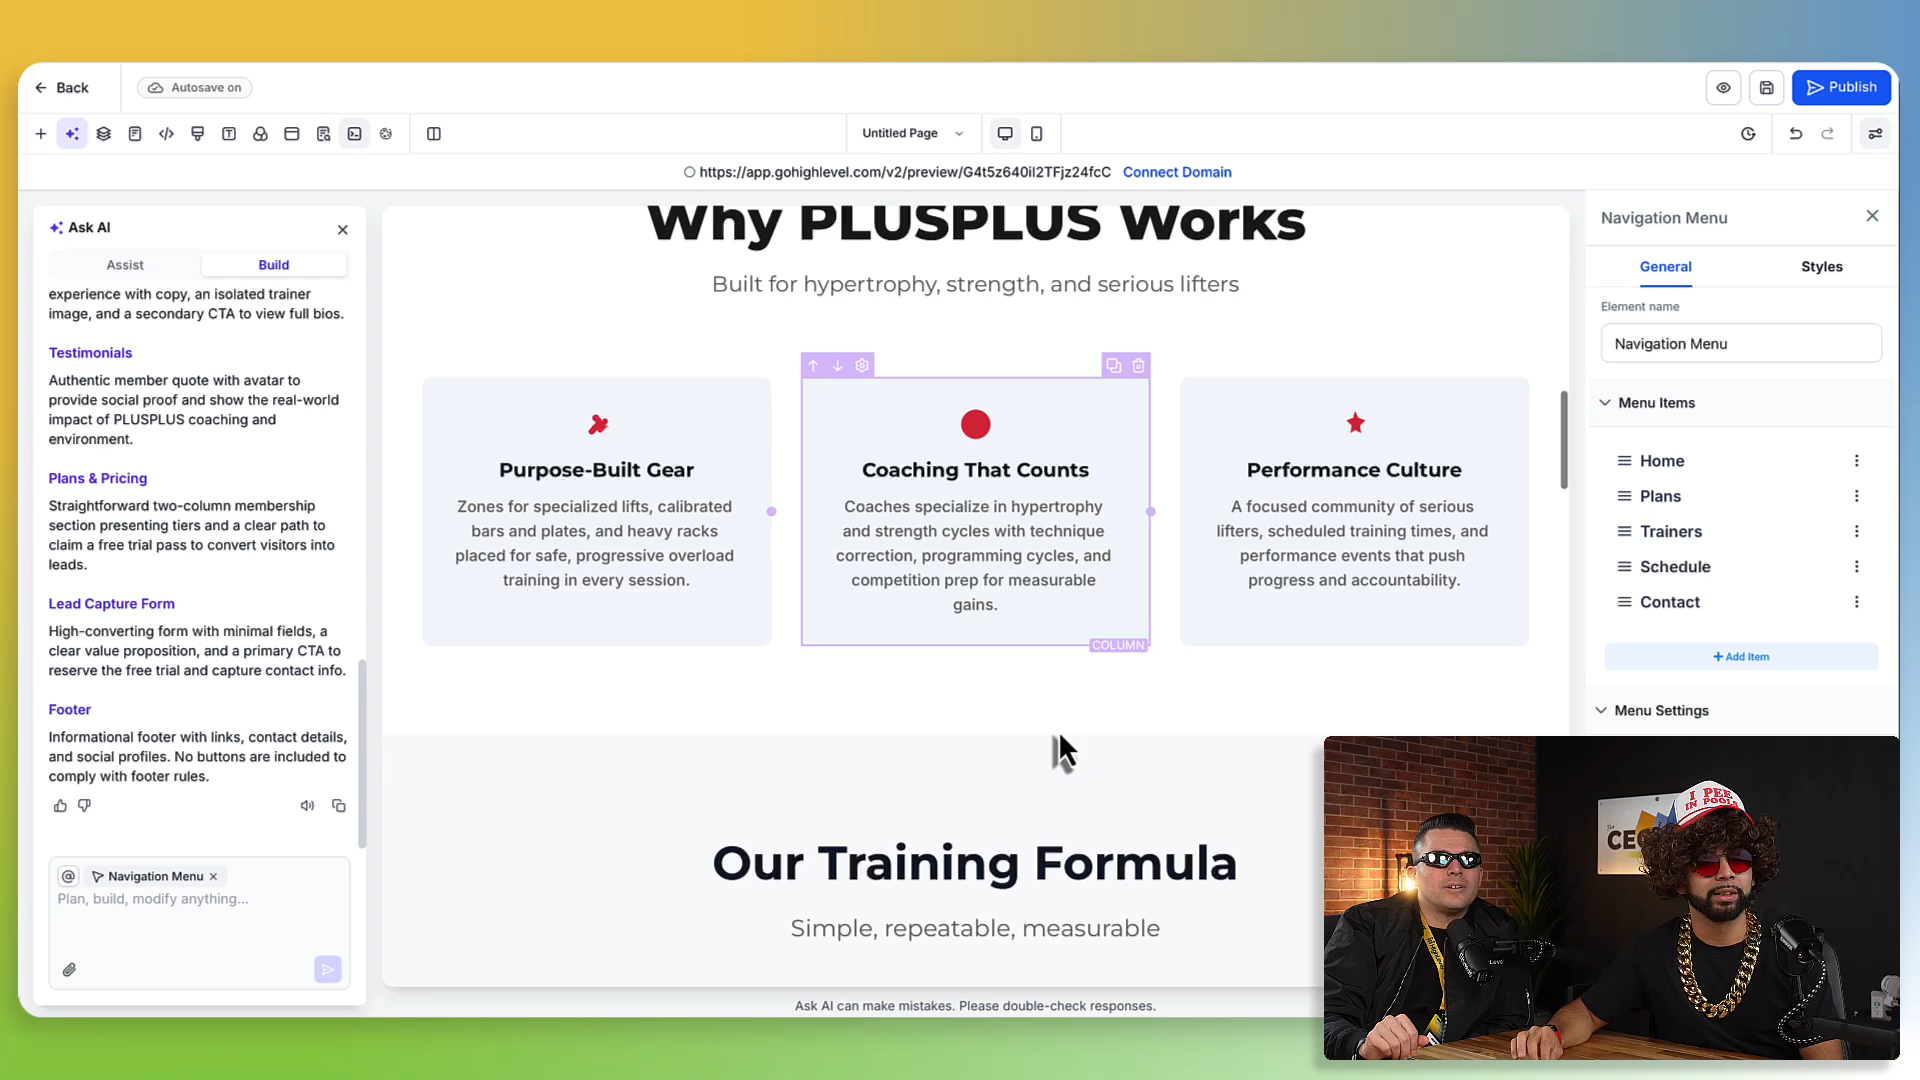 Back
Autosave on
Publish
Untitled Page
https://app.gohighlevel.com/v2/preview/G4t5z640iI2TFjz24fcC Connect Domain
Ask AI
Assist
Build
experience with copy, an isolated trainer
image, and a secondary CTA to view full bios.
Testimonials
Authentic member quote with avatar to
provide social proof and show the real-world
impact of PLUSPLUS coaching and
environment.
Plans & Pricing
Straightforward two-column membership
section presenting tiers and a clear path to
claim a free trial pass to convert visitors into
leads.
Lead Capture Form
High-converting form with minimal fields, a
clear value proposition, and a primary CTA to
reserve the free trial and capture contact info.
Footer
Informational footer with links, contact details,
and social profiles. No buttons are included to
comply with footer rules.
@ Navigation Menu
Plan, build, modify anything...
Why PLUSPLUS Works
Built for hypertrophy, strength, and serious lifters
Purpose-Built Gear
Zones for specialized lifts, calibrated
bars and plates, and heavy racks
placed for safe, progressive overload
training in every session.
Coaching That Counts
Coaches specialize in hypertrophy
and strength cycles with technique
correction, programming cycles, and
competition prep for measurable
gains.
COLUMN
Performance Culture
A focused community of serious
lifters, scheduled training times, and
performance events that push
progress and accountability.
Our Training Formula
Simple, repeatable, measurable
Ask AI can make mistakes. Please double-check responses.
Navigation Menu
General
Styles
Element name
Navigation Menu
Menu Items
Home
Plans
Trainers
Schedule
Contact
+ Add Item
Menu Settings
I PEE
IN POOLS
The